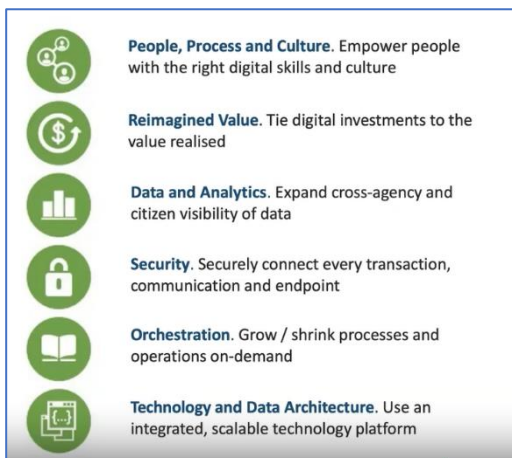 People, Process and Culture. Empower people
with the right digital skills and culture
Reimagined Value. Tie digital investments to the
value realised
Data and Analytics. Expand cross-agency and
citizen visibility of data
Security. Securely connect every transaction,
communication and endpoint
Orchestration. Grow / shrink processes and
operations on-demand
Technology and Data Architecture. Use an
integrated, scalable technology platform